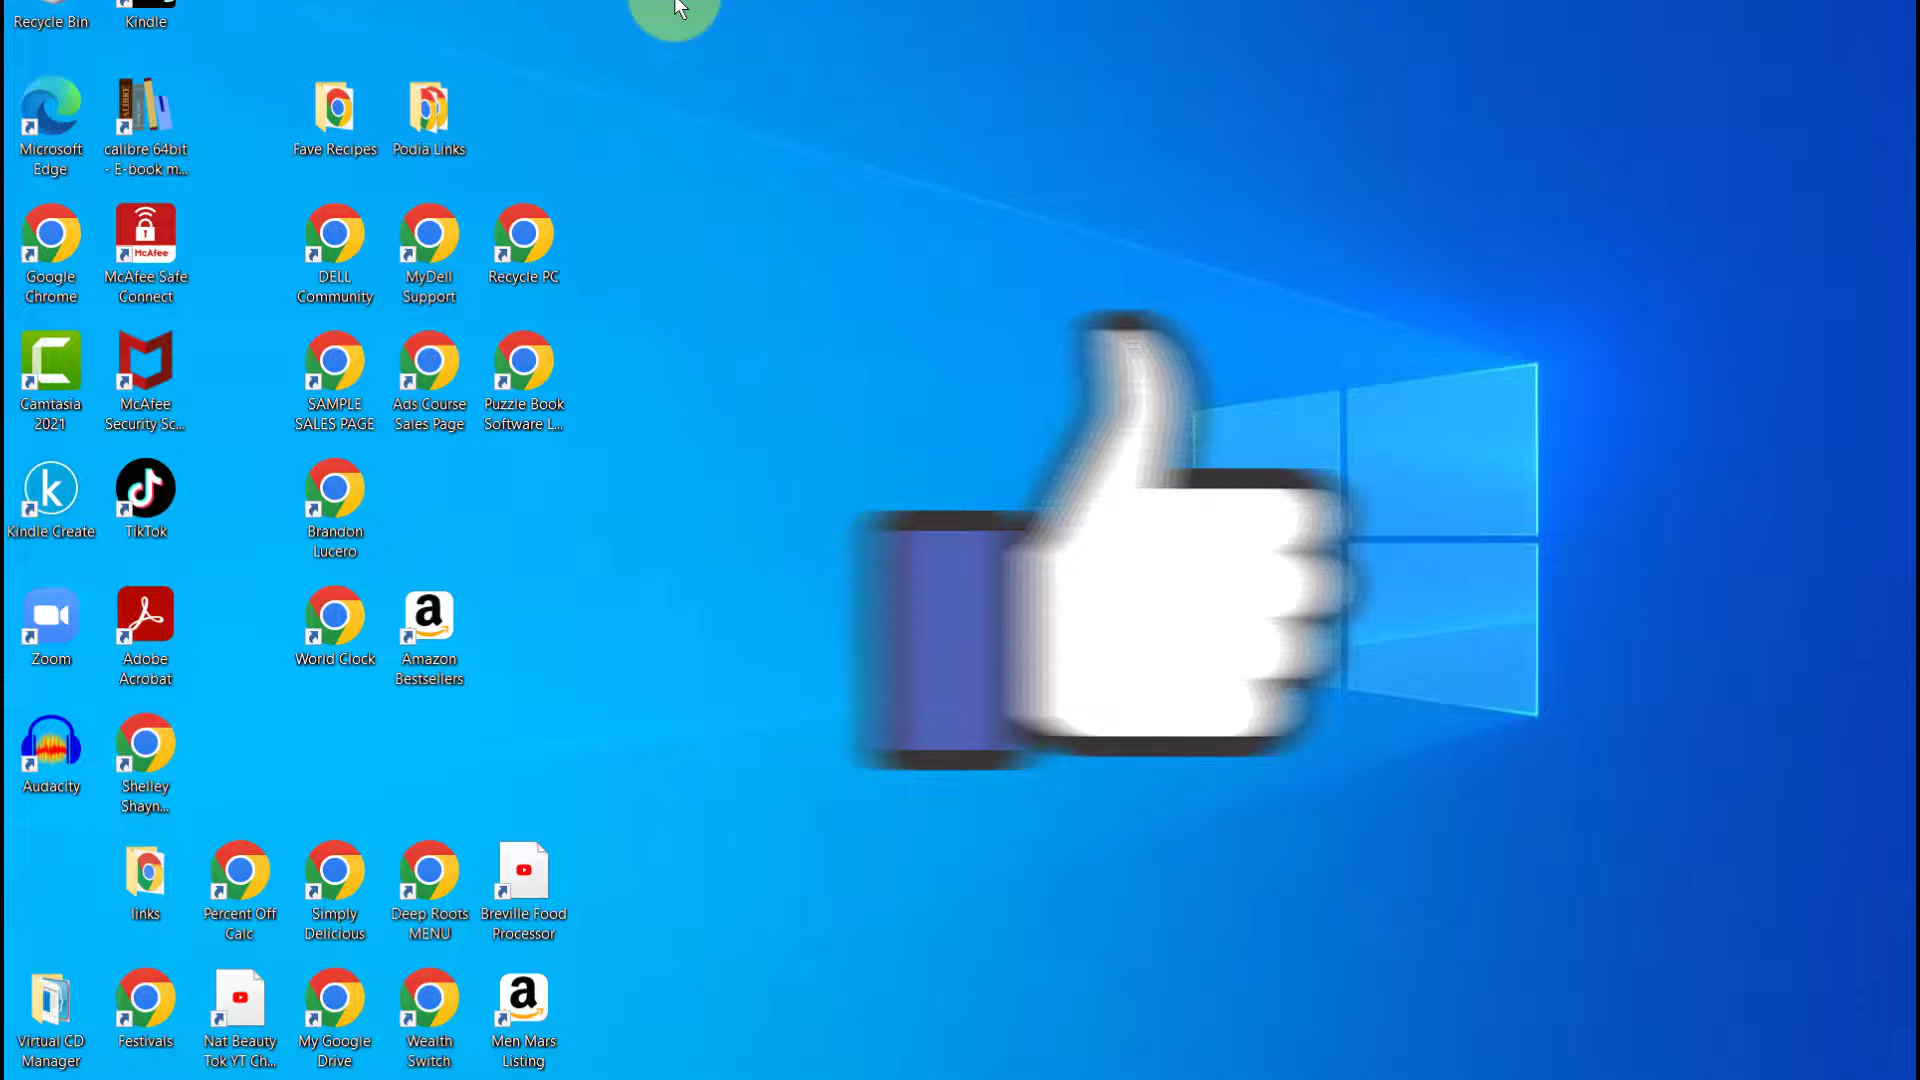 Recycle Bin
Kindle
Microsoft
Edge
calibre 64bit
- E-book m...
Fave Recipes
Podia Links
Google
Chrome
McAfee
McAfee Safe
Connect
DELL
Community
MyDell
Support
Recycle PC
Camtasia
2021
McAfee
Security Sc...
SAMPLE
SALES PAGE
Ads Course
Sales Page
Puzzle Book
Software L...
Kindle Create
TikTok
Brandon
Lucero
Zoom
Adobe
Acrobat
World Clock
Amazon
Bestsellers
Audacity
Shelley
Shayn...
links
Percent Off
Calc
Simply
Delicious
Deep Roots
MENU
Breville Food
Processor
Virtual CD
Manager
Festivals
Nat Beauty
Tok YT Ch...
My Google
Drive
Wealth
Switch
Men Mars
Listing